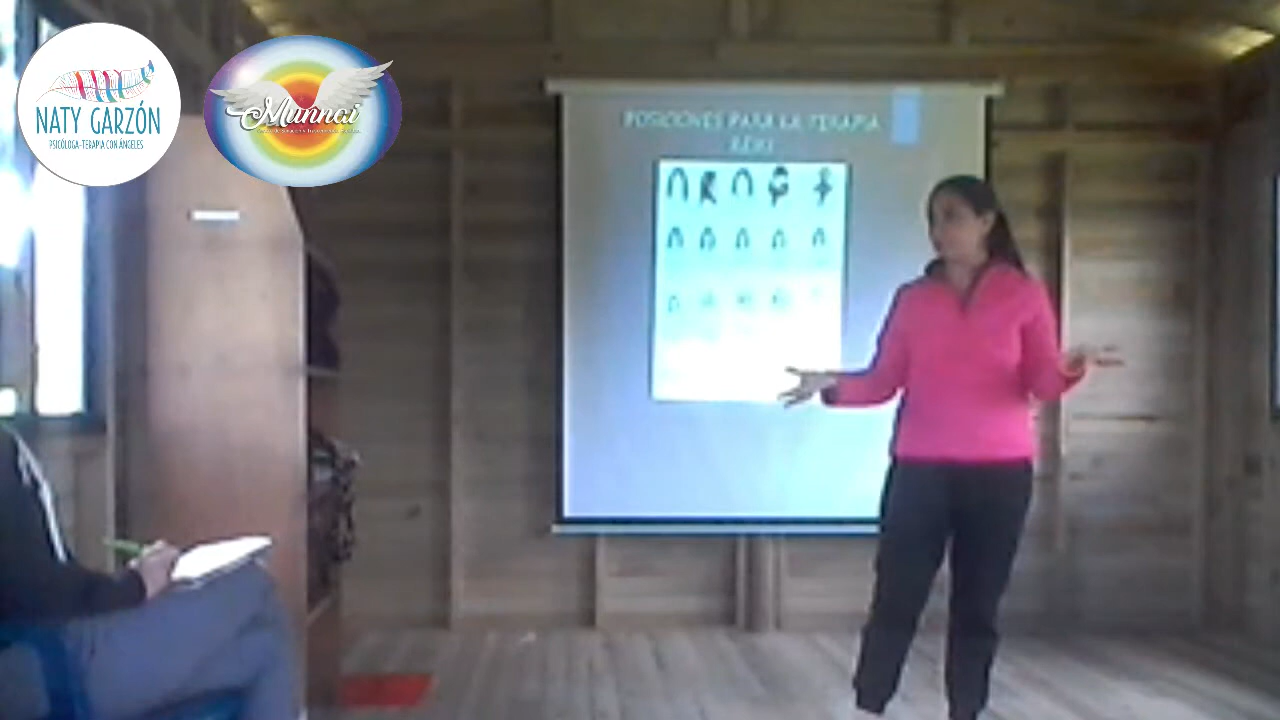 NATY GARZÓN
PSICÓLOGA-TERAPIA CON ÁNGELES
Munnai
POSICIONES PARA LA TERAPIA
REIKI